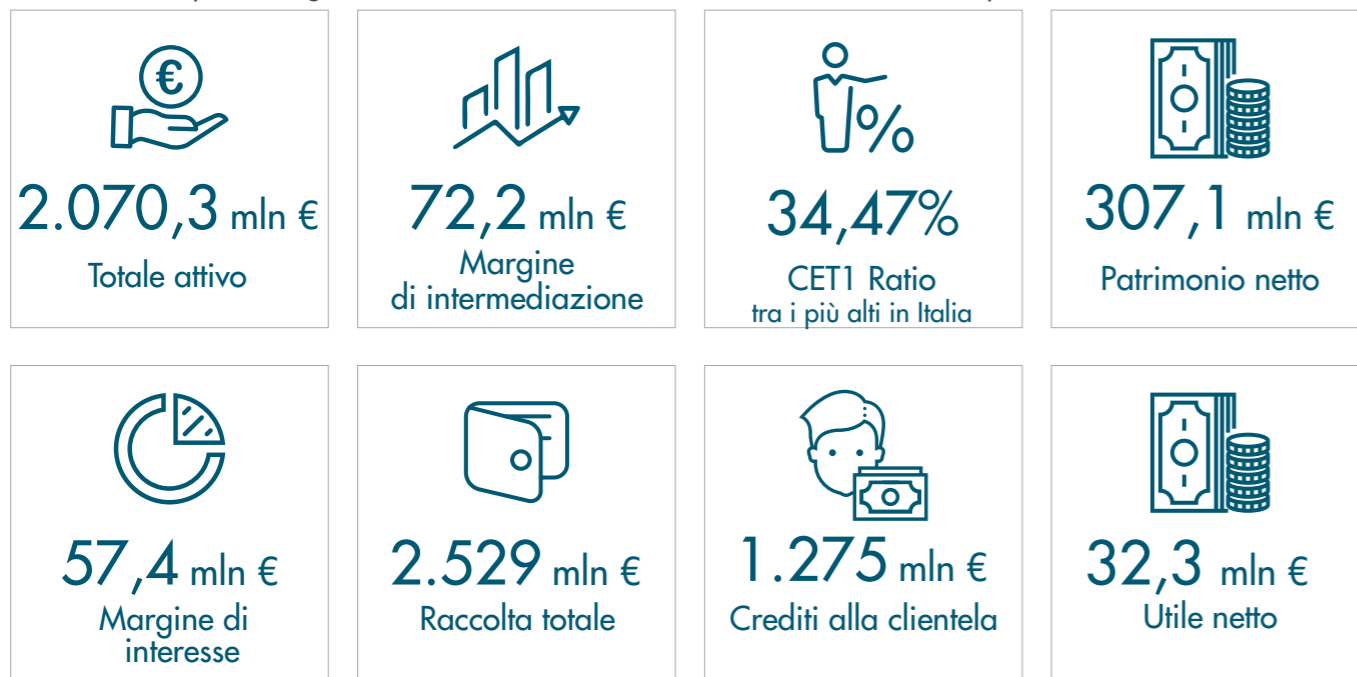 2.070,3 mln €
Totale attivo
72,2 mln €
Margine
di intermediazione
34,47%
CET1 Ratio
tra i più alti in Italia
307,1 mln €
Patrimonio netto
57,4 mln €
Margine di
interesse
2.529 mln €
Raccolta totale
1.275 mln €
Crediti alla clientela
32,3 mln €
Utile netto